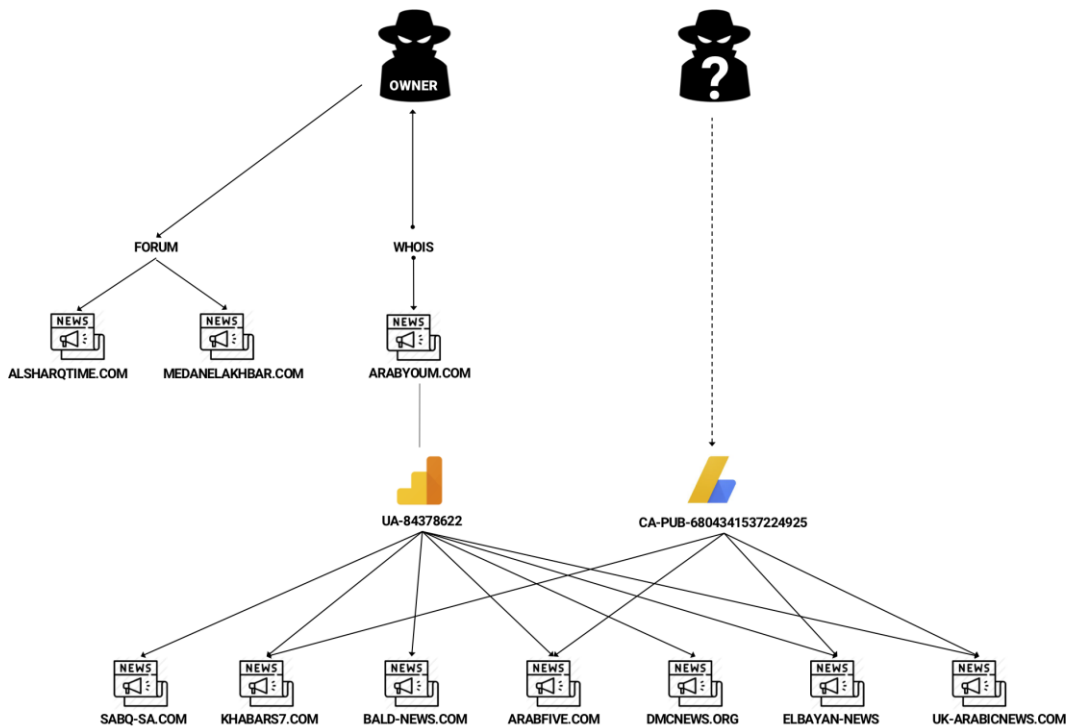 OWNER
?
FORUM
WHOIS
NEWS
NEWS
NEWS
ALSHARQTIME.COM
MEDANELAKHBAR.COM
ARABYOUM.COM
UA-84378622
CA-PUB-6804341537224925
NEWS
NEWS
NEWS
NEWS
NEWS
NEWS
NEWS
SABQ-SA.COM
KHABARS7.COM
BALD-NEWS.COM
ARABFIVE.COM
DMCNEWS.ORG
ELBAYAN-NEWS
UK-ARABICNEWS.COM